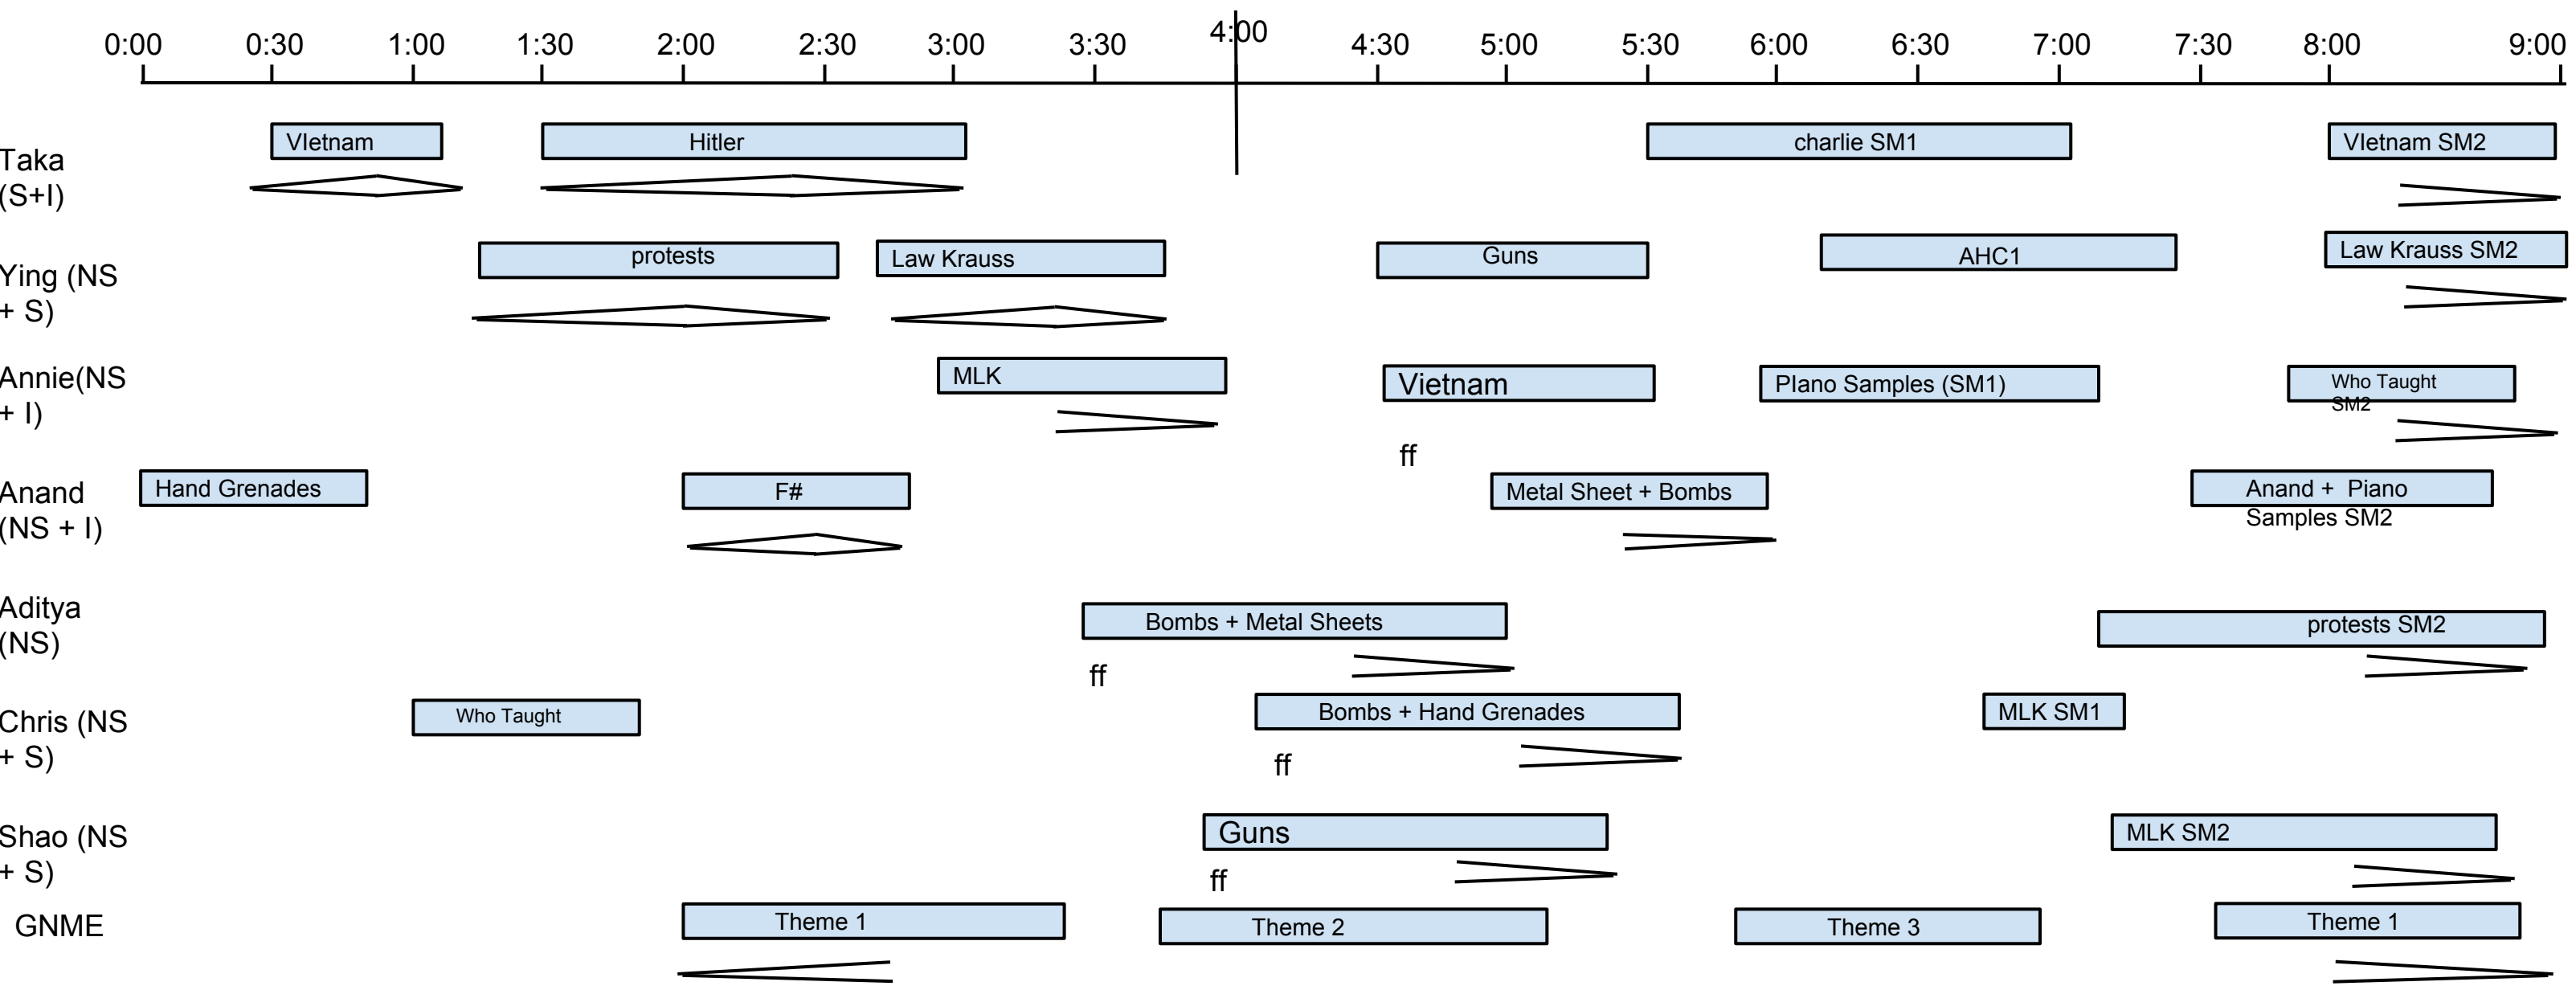 0:00 0:30 1:00 1:30 2:00 2:30 3:00 3:30 4:00 4:30 5:00 5:30 6:00 6:30 7:00 7:30 8:00 9:00
Taka
(S+I)
VIetnam
Hitler
charlie SM1
VIetnam SM2
Ying (NS
+ S)
protests
Law Krauss
Guns
AHC1
Law Krauss SM2
Annie(NS
+ I)
MLK
Vietnam
PIano Samples (SM1)
Who Taught
SM2
ff
Anand
(NS + I)
Hand Grenades
F#
Metal Sheet + Bombs
Anand + Piano
Samples SM2
Aditya
(NS)
Bombs + Metal Sheets
protests SM2
ff
Chris (NS
+ S)
Who Taught
Bombs + Hand Grenades
MLK SM1
ff
Shao (NS
+ S)
Guns
MLK SM2
ff
GNME
Theme 1
Theme 2
Theme 3
Theme 1